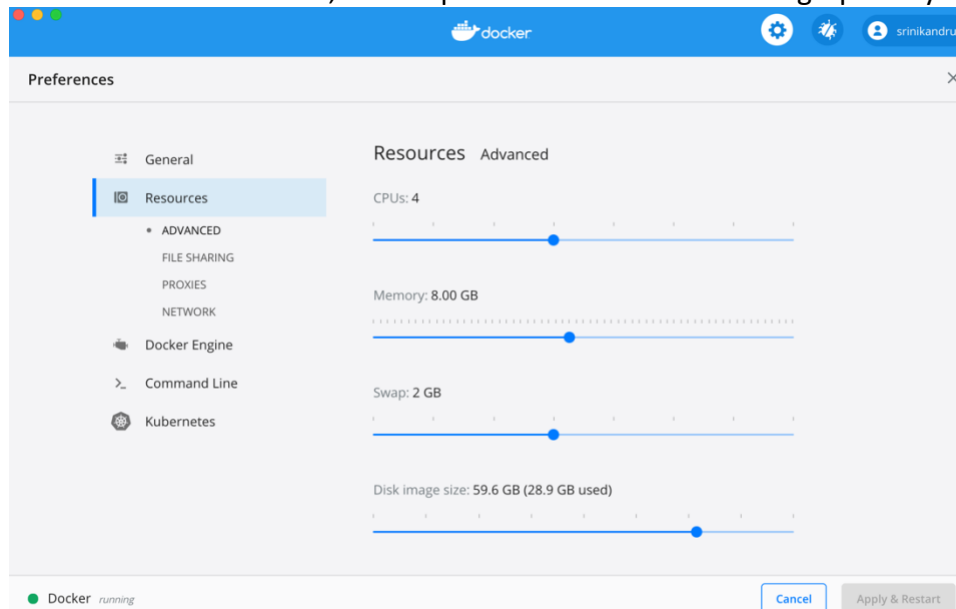 docker
srinikandru
Preferences
General
Resources
ADVANCED
FILE SHARING
PROXIES
NETWORK
Docker Engine
Command Line
Kubernetes
Resources Advanced
CPUs: 4
Memory: 8.00 GB
Swap: 2 GB
Disk image size: 59.6 GB (28.9 GB used)
Docker running
Cancel
Apply & Restart